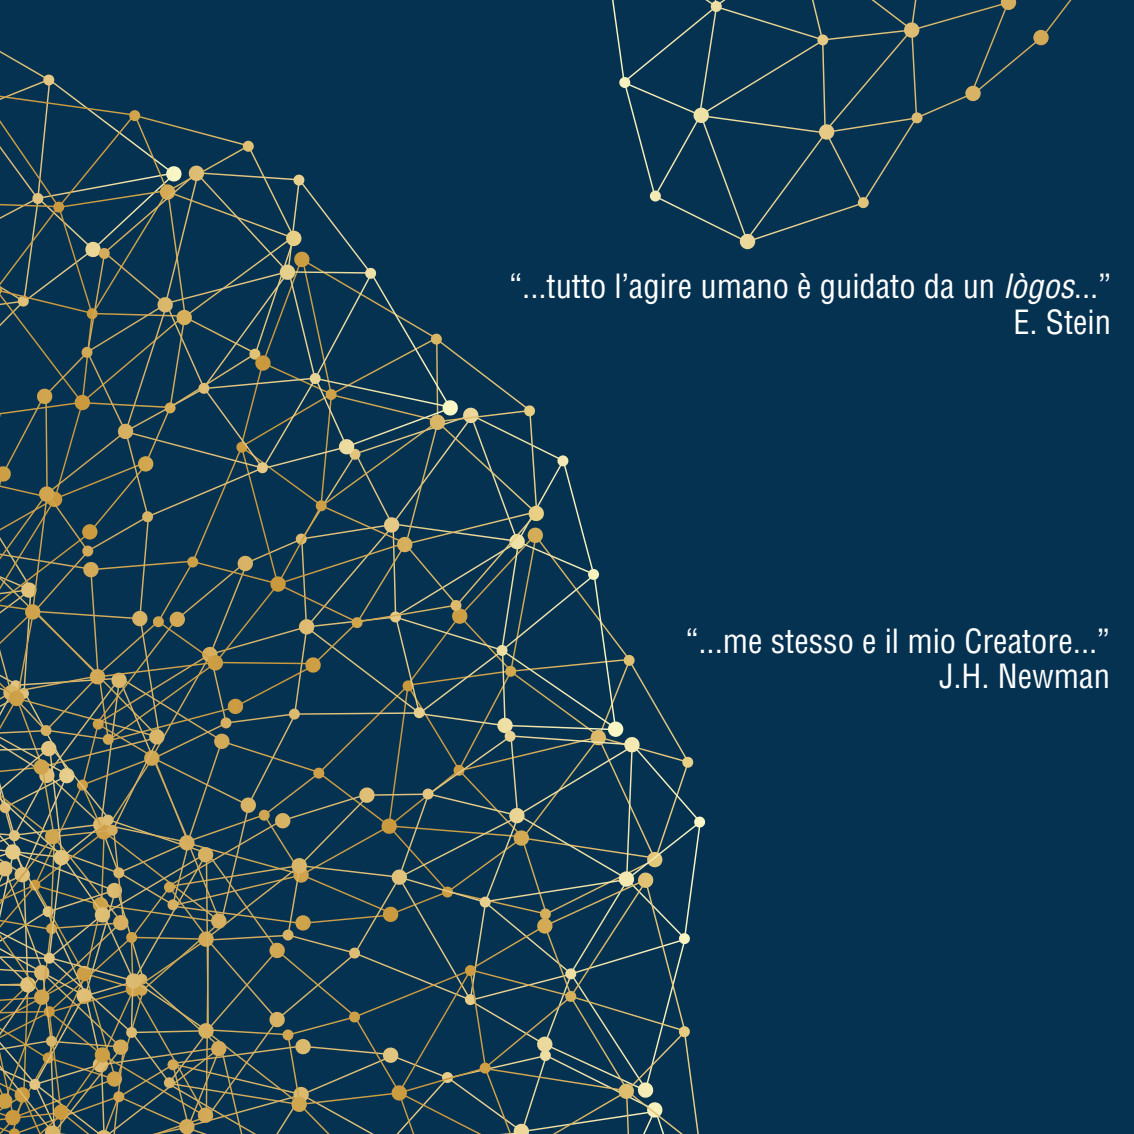 “...tutto l’agire umano è guidato da un lògos...”
E. Stein
“...me stesso e il mio Creatore...”
J.H. Newman